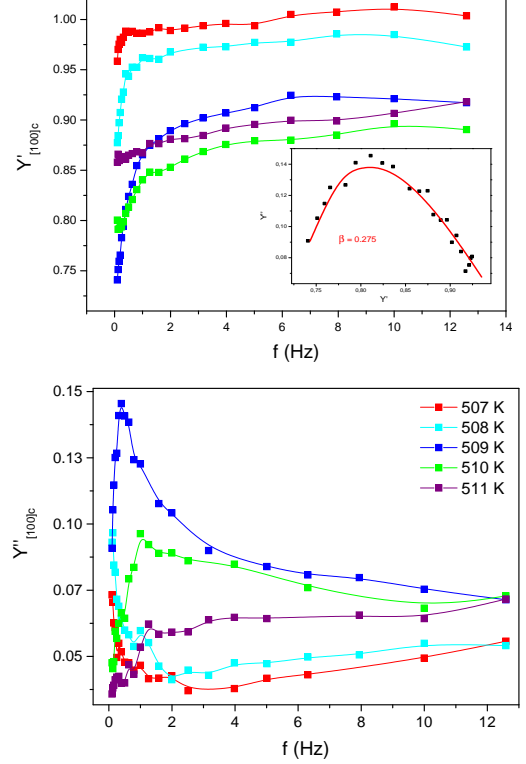 1.00
0.95
0.90
0.85
0.80
0.75
Y'[100]c
0 2 4 6 8 10 12 14
f (Hz)
0,14
0,12
0,10
0,08
Y''
0,75 0,80 0,85 0,90
Y'
β = 0.275
0.15
0.13
0.10
0.07
0.05
Y''[100]c
0 2 4 6 8 10 12
f (Hz)
507 K
508 K
509 K
510 K
511 K